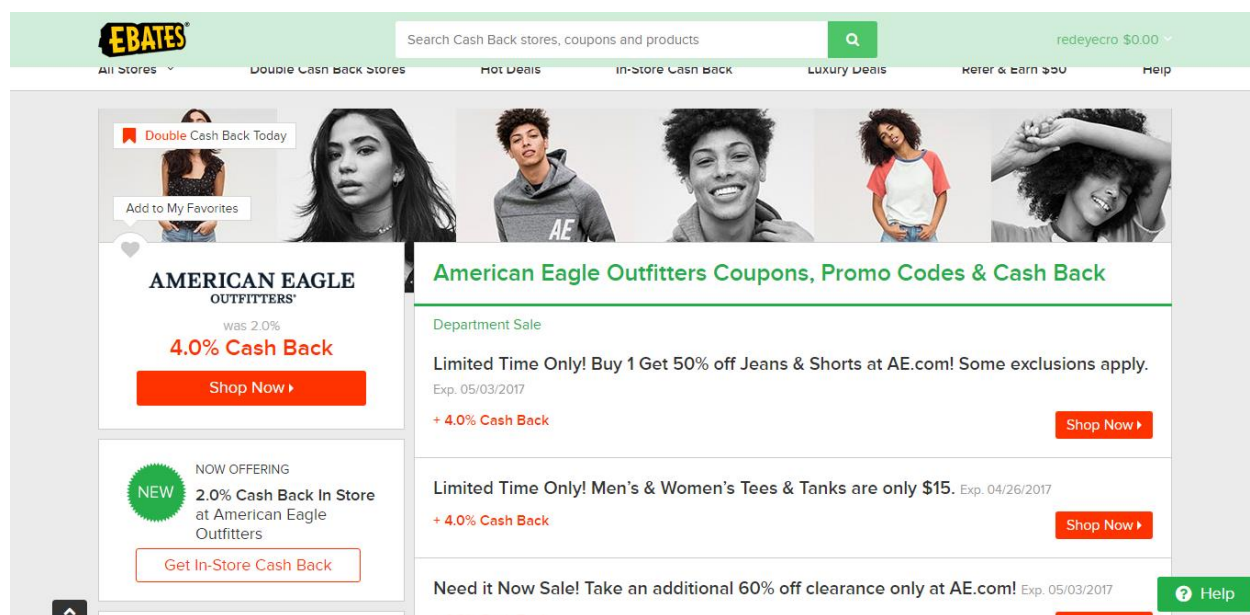 EBATES®
Search Cash Back stores, coupons and products
redeyecro $0.00
All Stores
Double Cash Back Stores
Hot Deals
In-Store Cash Back
Luxury Deals
Refer & Earn $50
Help
Double Cash Back Today
Add to My Favorites
AE
AMERICAN EAGLE
OUTFITTERS®
was 2.0%
4.0% Cash Back
Shop Now
NEW
NOW OFFERING
2.0% Cash Back In Store
at American Eagle
Outfitters
Get In-Store Cash Back
American Eagle Outfitters Coupons, Promo Codes & Cash Back
Department Sale
Limited Time Only! Buy 1 Get 50% off Jeans & Shorts at AE.com! Some exclusions apply.
Exp. 05/03/2017
+ 4.0% Cash Back
Shop Now
Limited Time Only! Men's & Women's Tees & Tanks are only $15. Exp. 04/26/2017
+ 4.0% Cash Back
Shop Now
Need it Now Sale! Take an additional 60% off clearance only at AE.com! Exp. 05/03/2017
Help